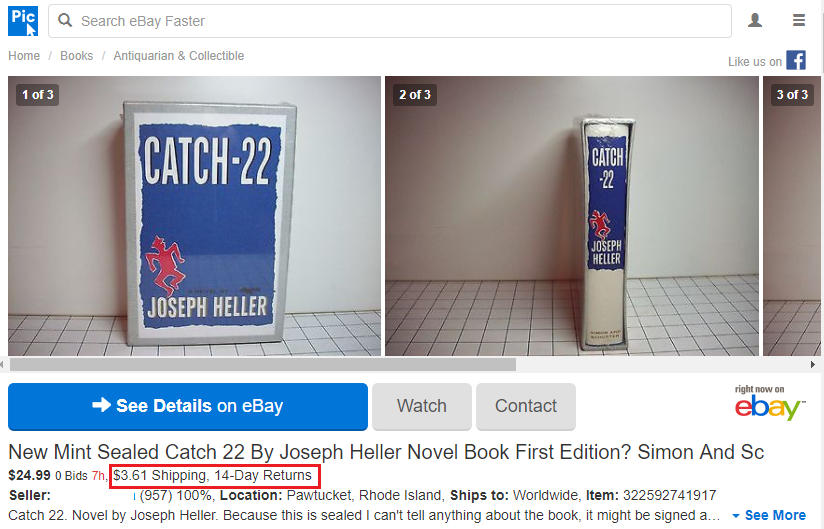 Pic
Search eBay Faster
Home / Books / Antiquarian & Collectible
Like us on
1 of 3
2 of 3
3 of 3
CATCH-22
JOSEPH HELLER
CATCH
-22
JOSEPH
HELLER
SIMON AND
SCHUSTER
See Details on eBay
Watch
Contact
right now on
ebay™
New Mint Sealed Catch 22 By Joseph Heller Novel Book First Edition? Simon And Sc
$24.99 0 Bids 7h, $3.61 Shipping, 14-Day Returns
Seller: (957) 100%, Location: Pawtucket, Rhode Island, Ships to: Worldwide, Item: 322592741917
Catch 22. Novel by Joseph Heller. Because this is sealed I can't tell anything about the book, it might be signed a... See More